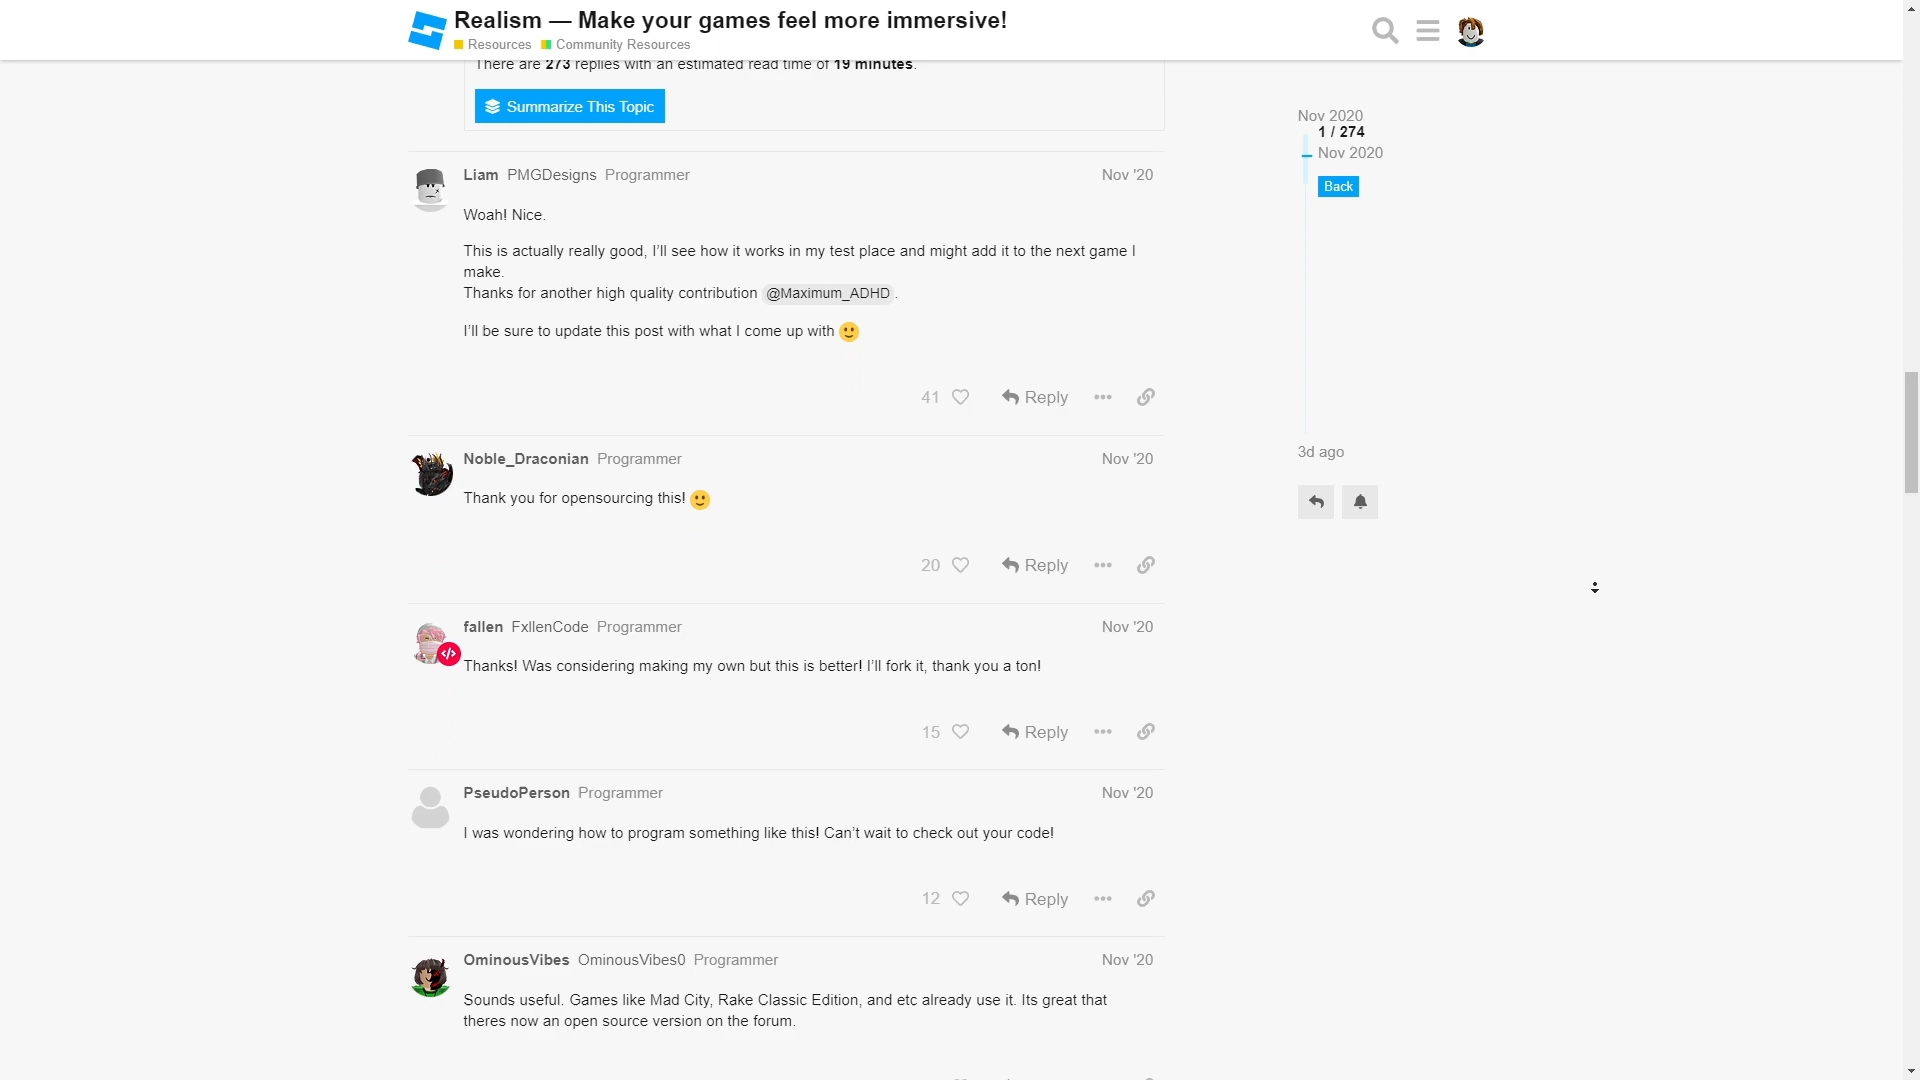 Realism — Make your games feel more immersive!
Resources Community Resources
There are 273 replies with an estimated read time of 19 minutes.
Summarize This Topic
Nov 2020
1 / 274
Nov 2020
Back
Liam PMGDesigns Programmer Nov '20
Woah! Nice.
This is actually really good, I’ll see how it works in my test place and might add it to the next game I
make.
Thanks for another high quality contribution @Maximum_ADHD .
I’ll be sure to update this post with what I come up with
41 Reply
Noble_Draconian Programmer Nov '20
3d ago
Thank you for opensourcing this!
20 Reply
fallen FxllenCode Programmer Nov '20
Thanks! Was considering making my own but this is better! I’ll fork it, thank you a ton!
15 Reply
PseudoPerson Programmer Nov '20
I was wondering how to program something like this! Can’t wait to check out your code!
12 Reply
OminousVibes OminousVibes0 Programmer Nov '20
Sounds useful. Games like Mad City, Rake Classic Edition, and etc already use it. Its great that
theres now an open source version on the forum.